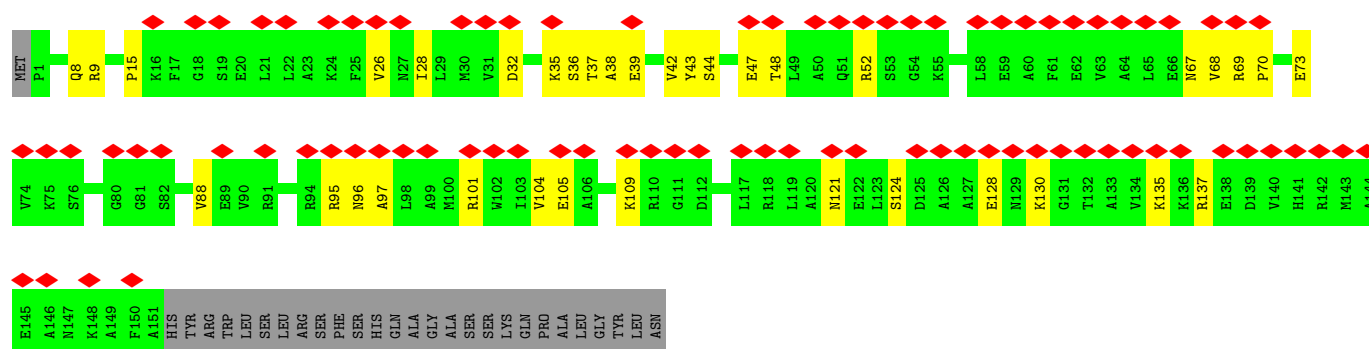 MET P1 Q8 R9 P15 K16 F17 G18 S19 E20 L21 L22 A23 K24 F25 V26 N27 I28 L29 M30 V31 D32 K35 S36 T37 A38 E39 V42 Y43 S44 E47 T48 L49 A50 Q51 R52 S53 G54 K55 L58 E59 A60 F61 E62 V63 A64 L65 E66 N67 V68 R69 P70 E73
V74 K75 S76 G80 G81 S82 V88 E89 V90 R91 R94 R95 N96 A97 L98 A99 M100 R101 W102 I103 V104 E105 A106 K109 R110 G111 D112 L117 R118 L119 A120 N121 E122 L123 S124 D125 A126 A127 E128 N129 K130 G131 T132 A133 V134 K135 K136 R137 E138 D139 V140 H141 R142 M143 A144
E145 A146 N147 K148 A149 F150 A151 HIS TYR ARG TRP LEU SER LEU ARG SER PHE SER HIS GLN ALA GLY ALA SER SER LYS GLN PRO ALA LEU GLY TYR LEU ASN